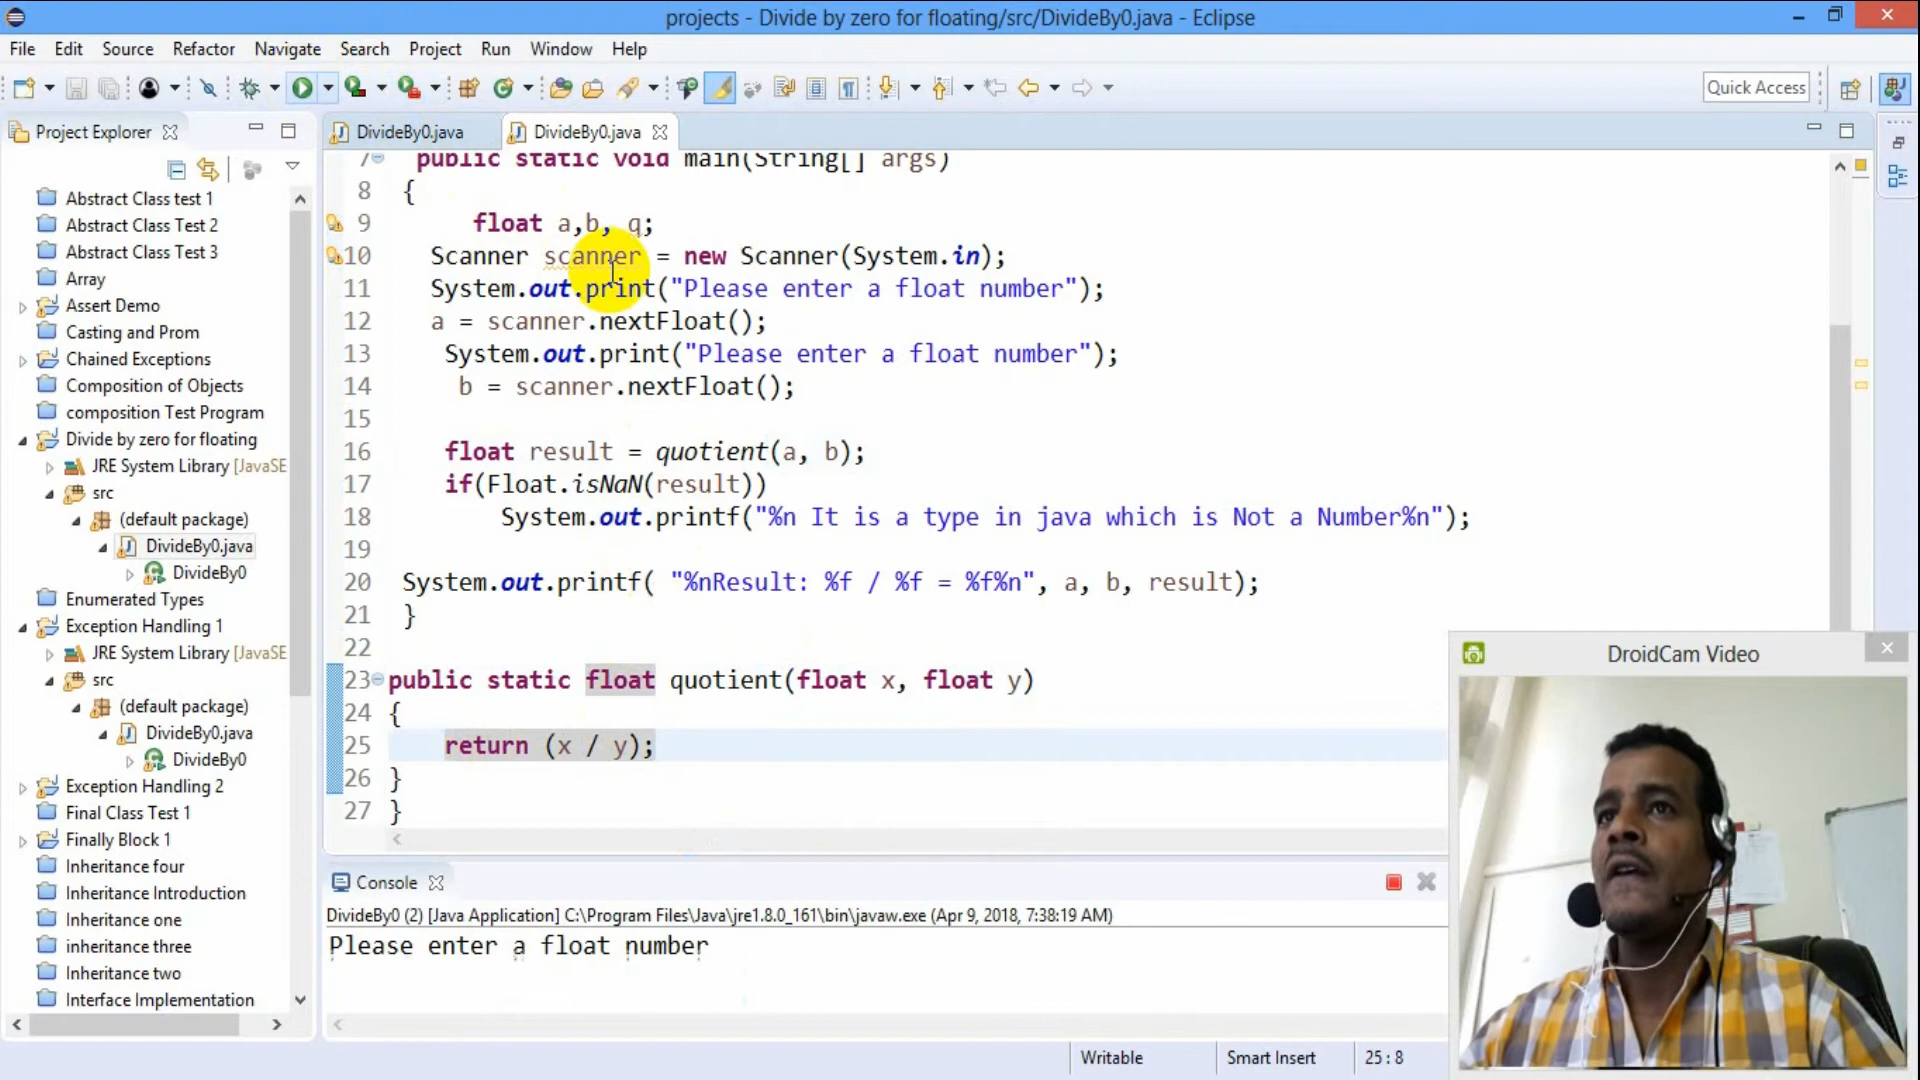 projects - Divide by zero for floating/src/DivideBy0.java - Eclipse
File Edit Source Refactor Navigate Search Project Run Window Help
Quick Access
Project Explorer
DivideBy0.java
DivideBy0.java
Abstract Class test 1
Abstract Class Test 2
Abstract Class Test 3
Array
Assert Demo
Casting and Prom
Chained Exceptions
Composition of Objects
composition Test Program
Divide by zero for floating
JRE System Library [JavaSE
src
(default package)
DivideBy0.java
DivideBy0
Enumerated Types
Exception Handling 1
JRE System Library [JavaSE
src
(default package)
DivideBy0.java
DivideBy0
Exception Handling 2
Final Class Test 1
Finally Block 1
Inheritance four
Inheritance Introduction
Inheritance one
inheritance three
Inheritance two
Interface Implementation
7 public static void main(String[] args)
8 {
9 float a,b, q;
10 Scanner scanner = new Scanner(System.in);
11 System.out.print("Please enter a float number");
12 a = scanner.nextFloat();
13 System.out.print("Please enter a float number");
14 b = scanner.nextFloat();
15
16 float result = quotient(a, b);
17 if(Float.isNaN(result))
18 System.out.printf("%n It is a type in java which is Not a Number%n");
19
20 System.out.printf( "%nResult: %f / %f = %f%n", a, b, result);
21 }
22
23 public static float quotient(float x, float y)
24 {
25 return (x / y);
26 }
27 }
Console
DivideBy0 (2) [Java Application] C:\Program Files\Java\jre1.8.0_161\bin\javaw.exe (Apr 9, 2018, 7:38:19 AM)
Please enter a float number
DroidCam Video
Writable Smart Insert 25 : 8